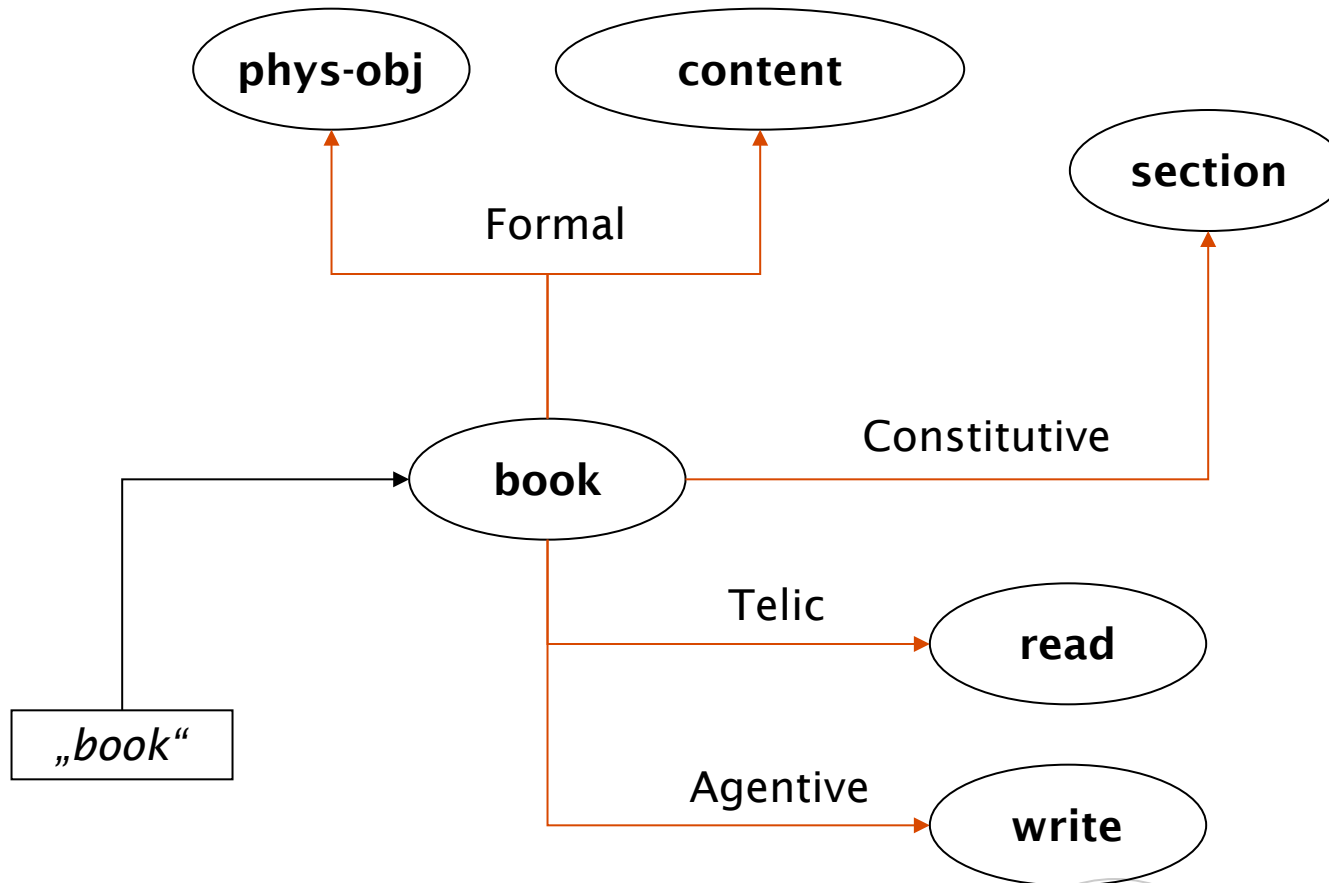 phys-obj
content
section
Formal
Constitutive
book
Telic
read
„book“
Agentive
write